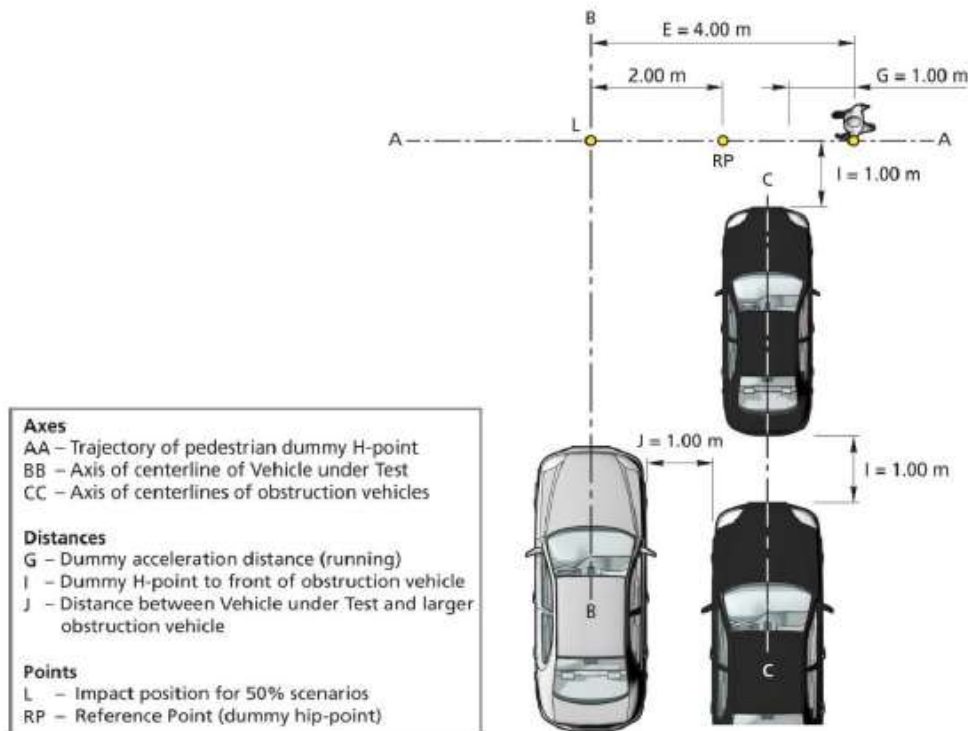 B
E = 4.00 m
2.00 m
G = 1.00 m
L
A
A
RP
I = 1.00 m
C
J = 1.00 m
I = 1.00 m
B
C
Axes
AA – Trajectory of pedestrian dummy H-point
BB – Axis of centerline of Vehicle under Test
CC – Axis of centerlines of obstruction vehicles
Distances
G – Dummy acceleration distance (running)
I – Dummy H-point to front of obstruction vehicle
J – Distance between Vehicle under Test and larger
obstruction vehicle
Points
L – Impact position for 50% scenarios
RP – Reference Point (dummy hip-point)